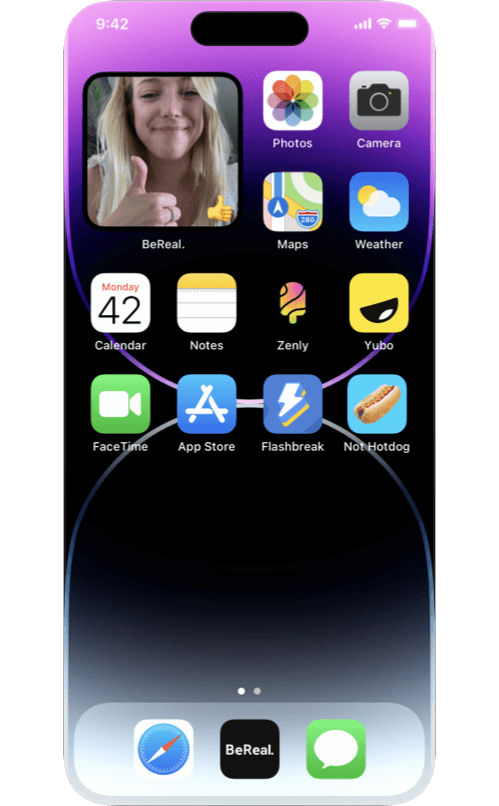 9:42
Photos
Camera
BeReal.
Maps
280
Weather
Monday
42
Calendar
Notes
Zenly
Yubo
FaceTime
App Store
Flashbreak
Not Hotdog
BeReal.